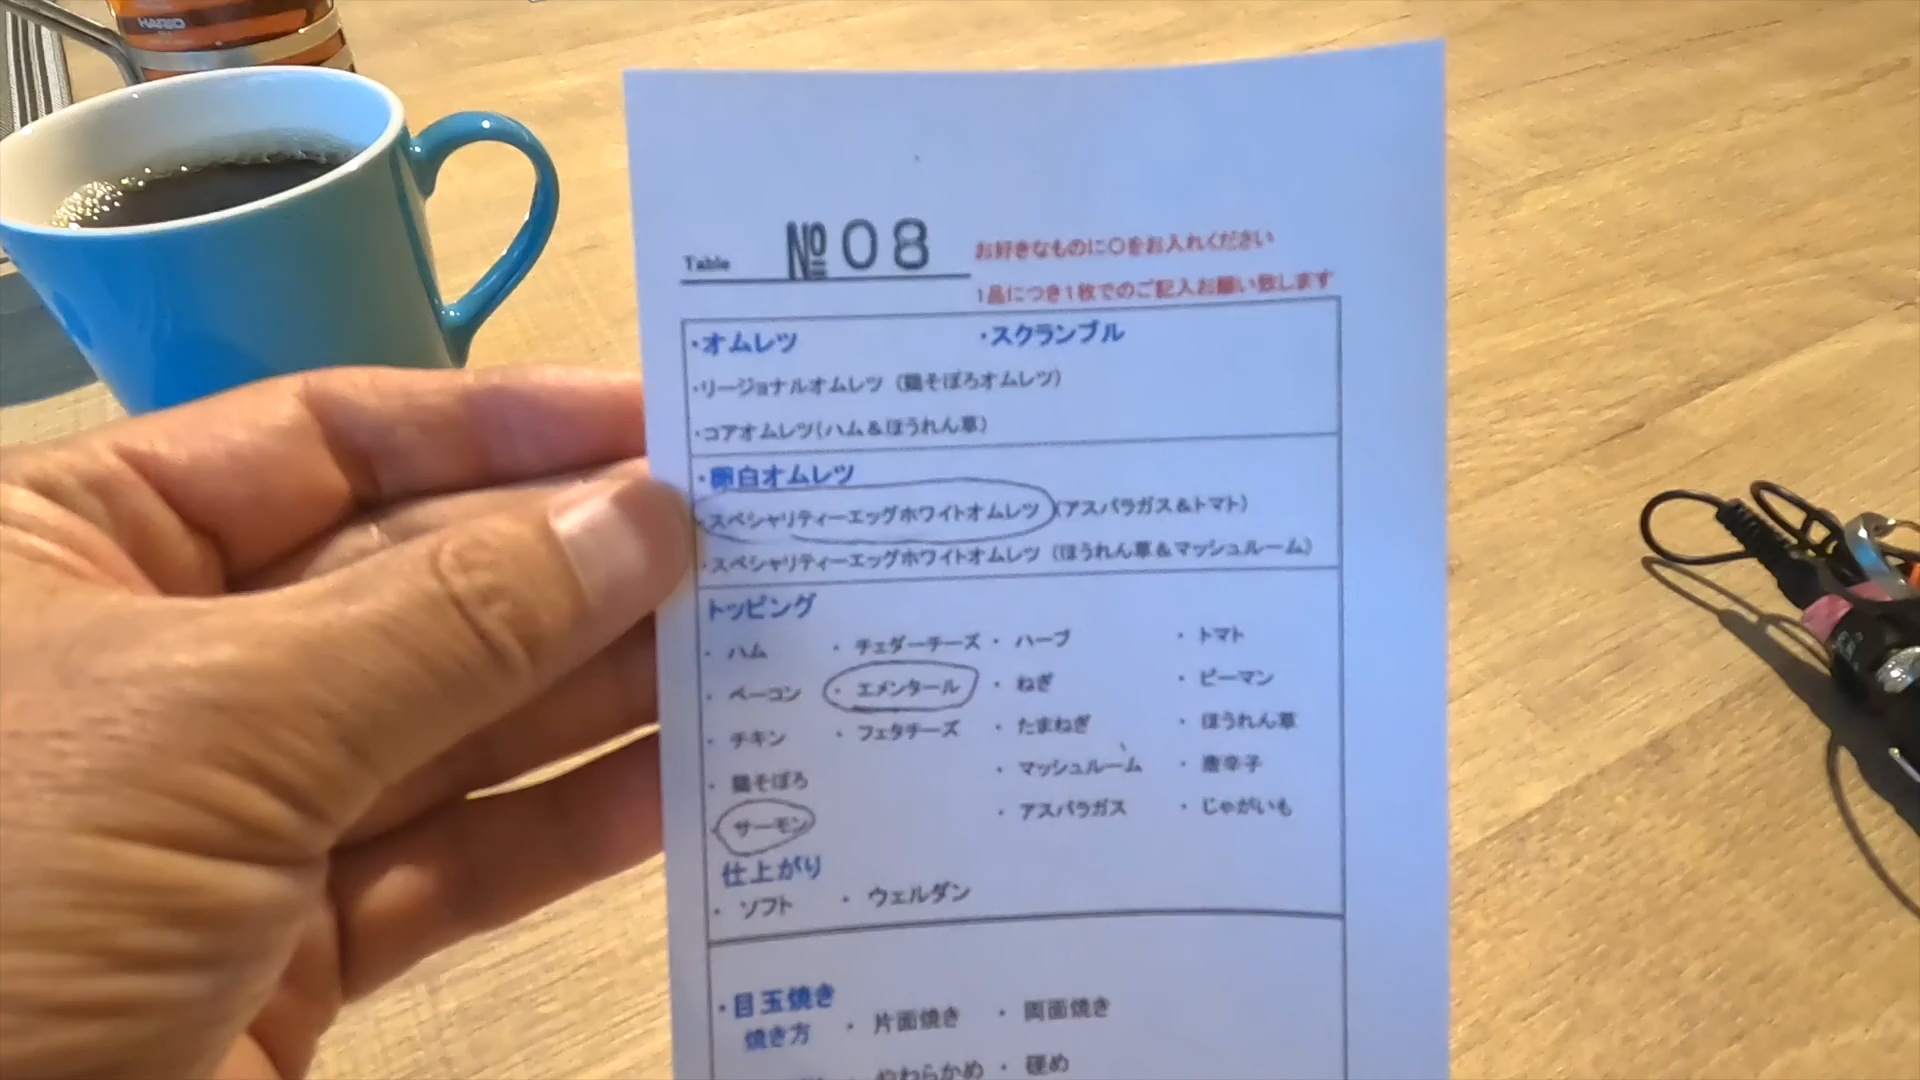 HARIO
Table № 08
お好きなものに〇をお入れください
1品につき1枚でのご記入お願い致します
・オムレツ ・スクランブル
・リージョナルオムレツ（鶏そぼろオムレツ）
・コアオムレツ(ハム＆ほうれん草)
・卵白オムレツ
・スペシャリティーエッグホワイトオムレツ(アスパラガス＆トマト)
・スペシャリティーエッグホワイトオムレツ（ほうれん草＆マッシュルーム）
トッピング
・ハム ・チェダーチーズ ・ハーブ ・トマト
・ベーコン ・エメンタール ・ねぎ ・ピーマン
・チキン ・フェタチーズ ・たまねぎ ・ほうれん草
・鶏そぼろ ・マッシュルーム ・唐辛子
・サーモン ・アスパラガス ・じゃがいも
仕上がり
・ソフト ・ウェルダン
・目玉焼き
焼き方 ・片面焼き ・両面焼き
・やわらかめ ・硬め